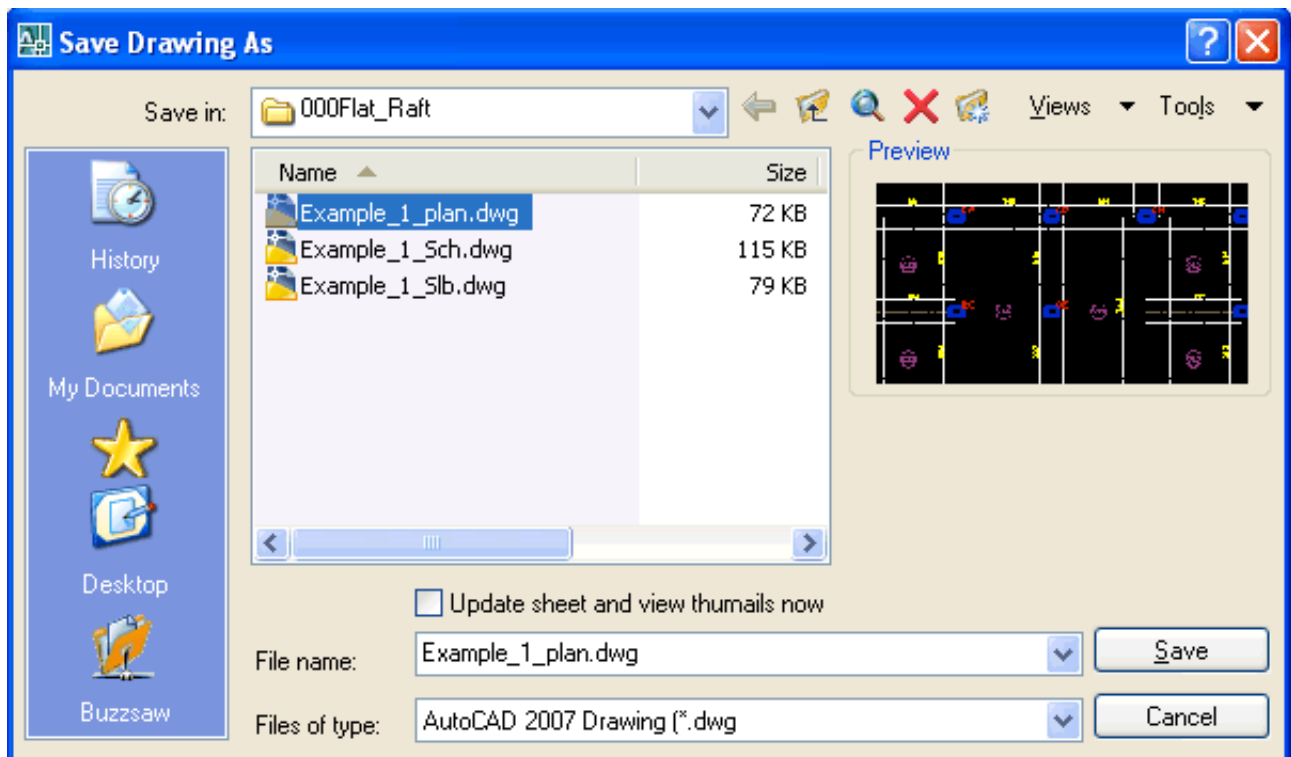 Save Drawing As
Save in: 000Flat_Raft Views Tools
Name Size Preview
Example_1_plan.dwg 72 KB
Example_1_Sch.dwg 115 KB
Example_1_Slb.dwg 79 KB
History
My Documents
Desktop
Buzzsaw
Update sheet and view thumails now
File name: Example_1_plan.dwg Save
Files of type: AutoCAD 2007 Drawing (*.dwg Cancel